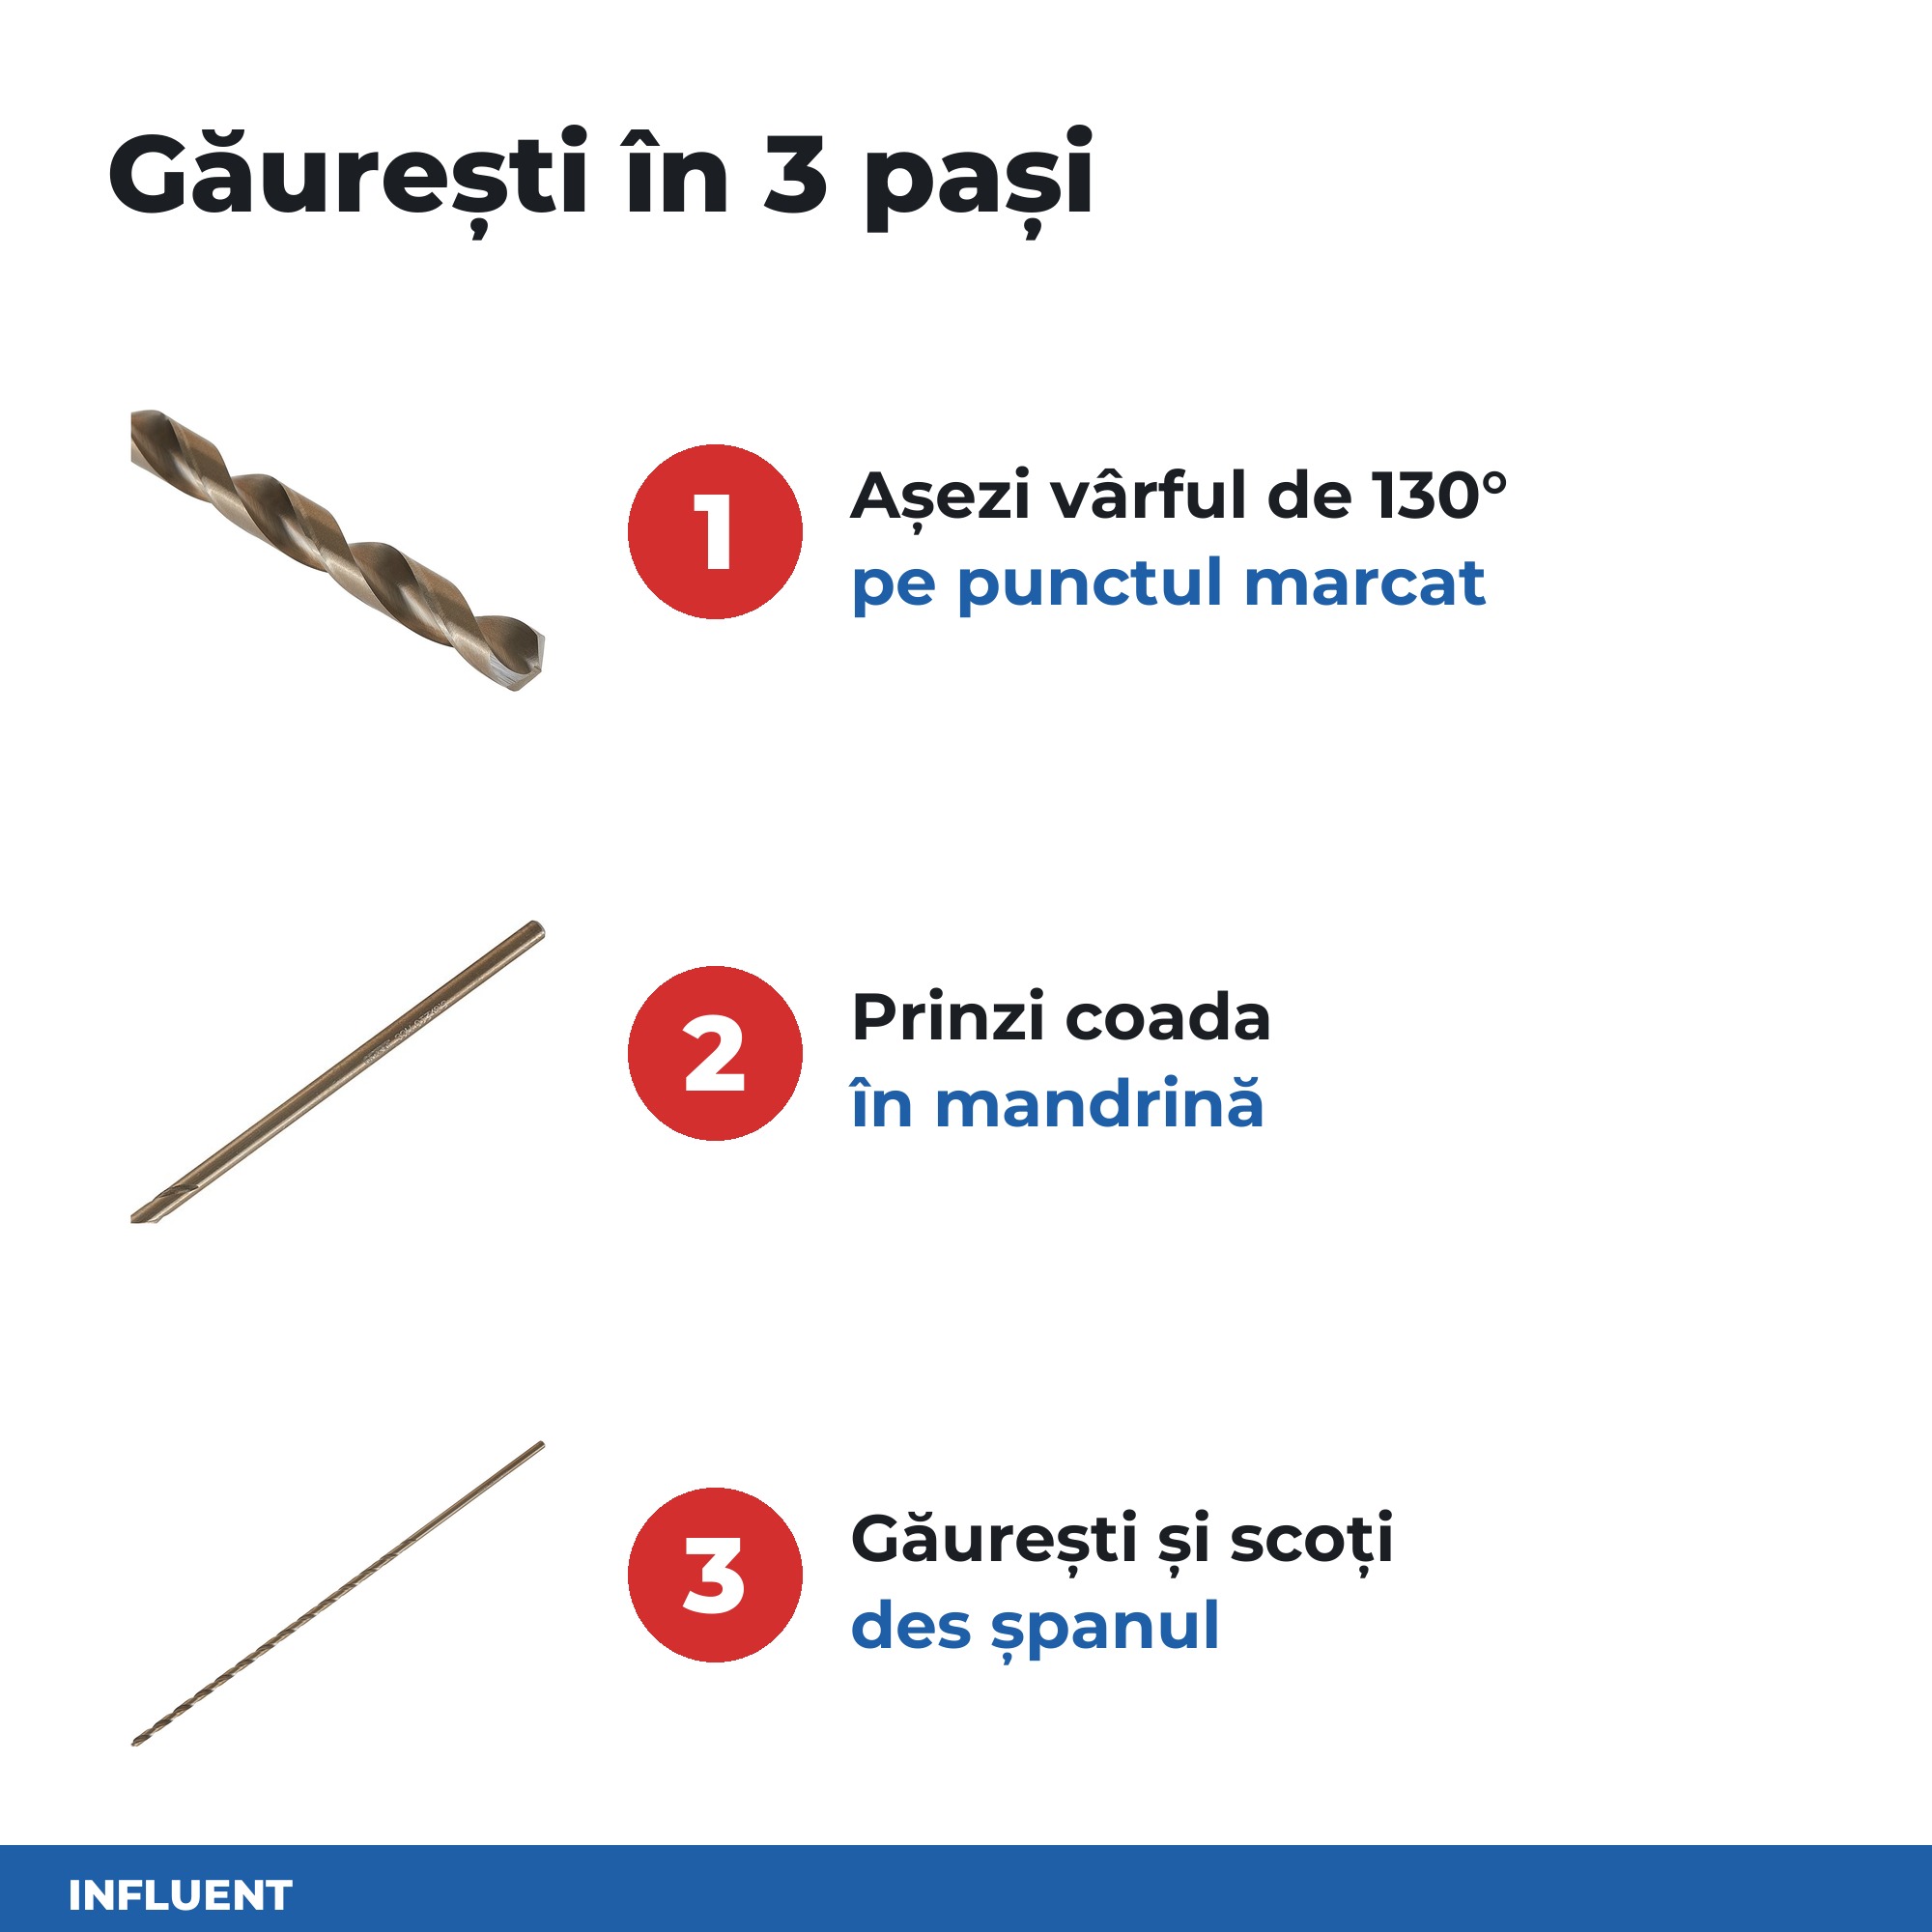 Găurești în 3 pași
1
Așezi vârful de 130°
pe punctul marcat
2
Prinzi coada
în mandrină
3
Găurești și scoți
des șpanul
INFLUENT